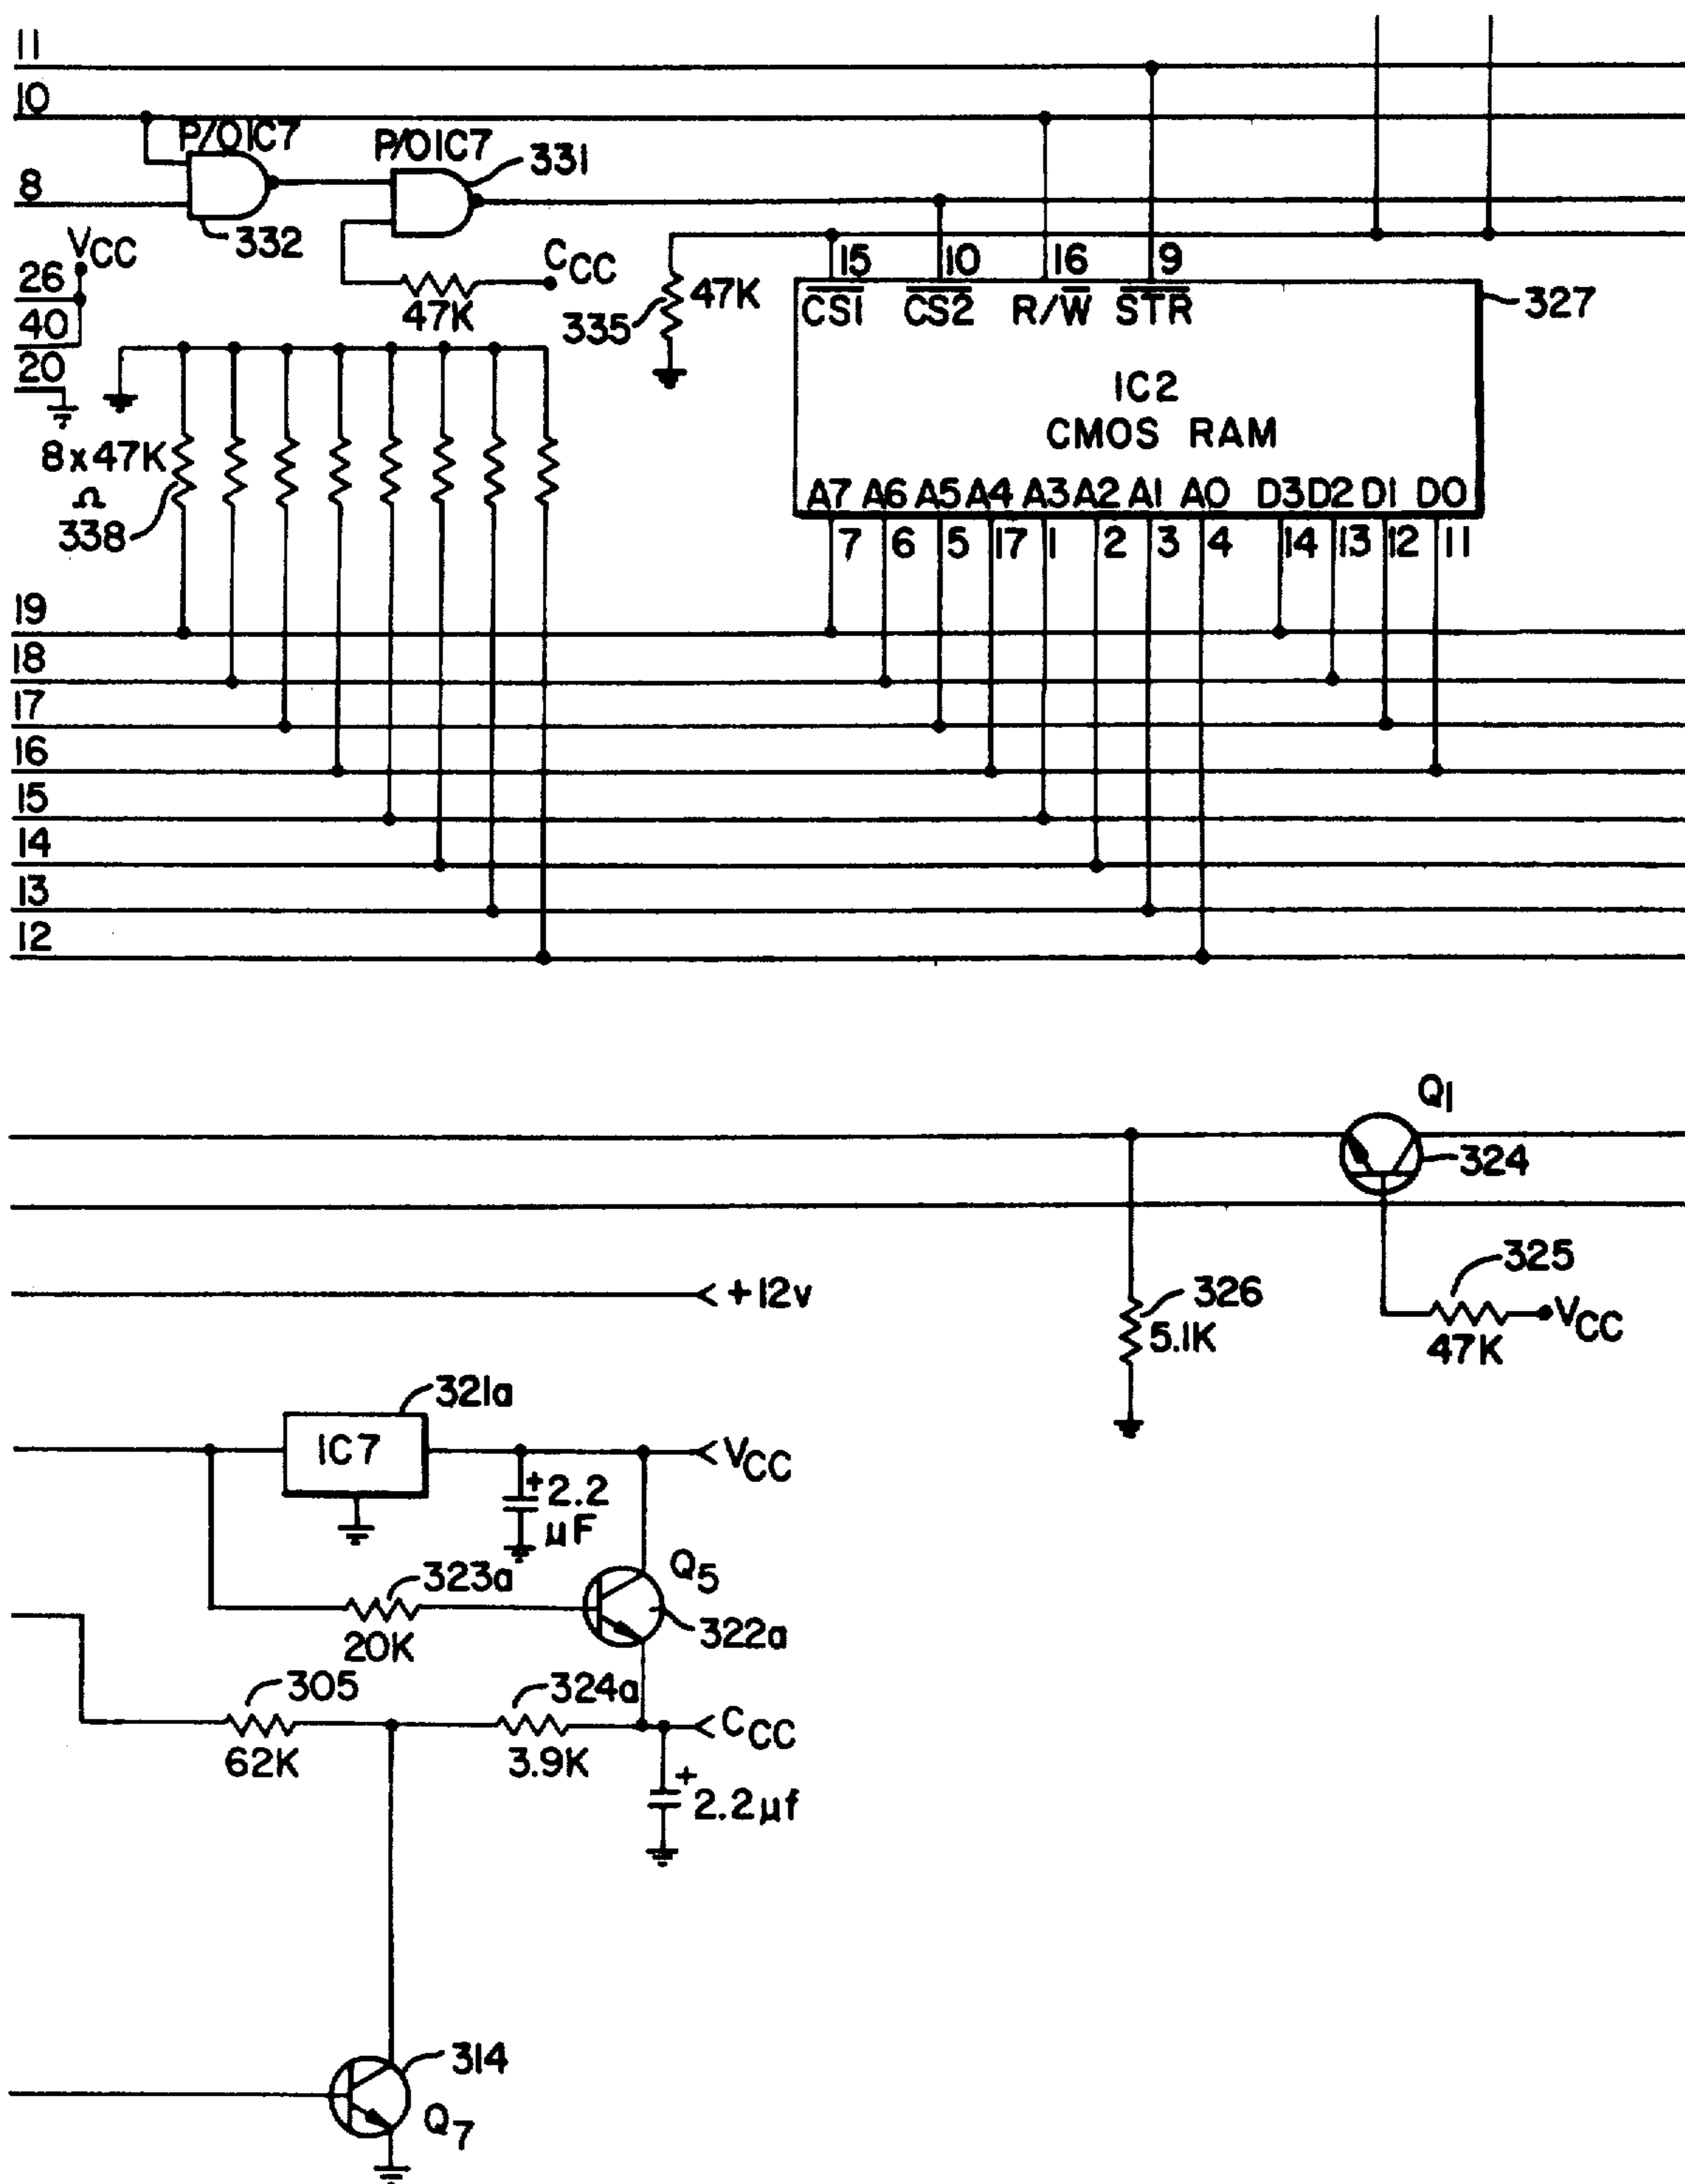 11
10
P/O IC7
P/O IC7
331
8
332
VCC
CCC
26
47K
40
20
335
47K
15
10
16
9
CS1
CS2
R/W
STR
327
IC2
CMOS RAM
8x47K
Ω
338
A7 A6 A5 A4 A3 A2 A1 A0 D3 D2 D1 D0
7 6 5 17 1 2 3 4 14 13 12 11
19
18
17
16
15
14
13
12
Q1
324
325
+12v
326
5.1K
VCC
47K
321a
IC7
VCC
+2.2
μF
323a
Q5
20K
322a
305
324a
CCC
62K
3.9K
+
2.2μf
314
Q7